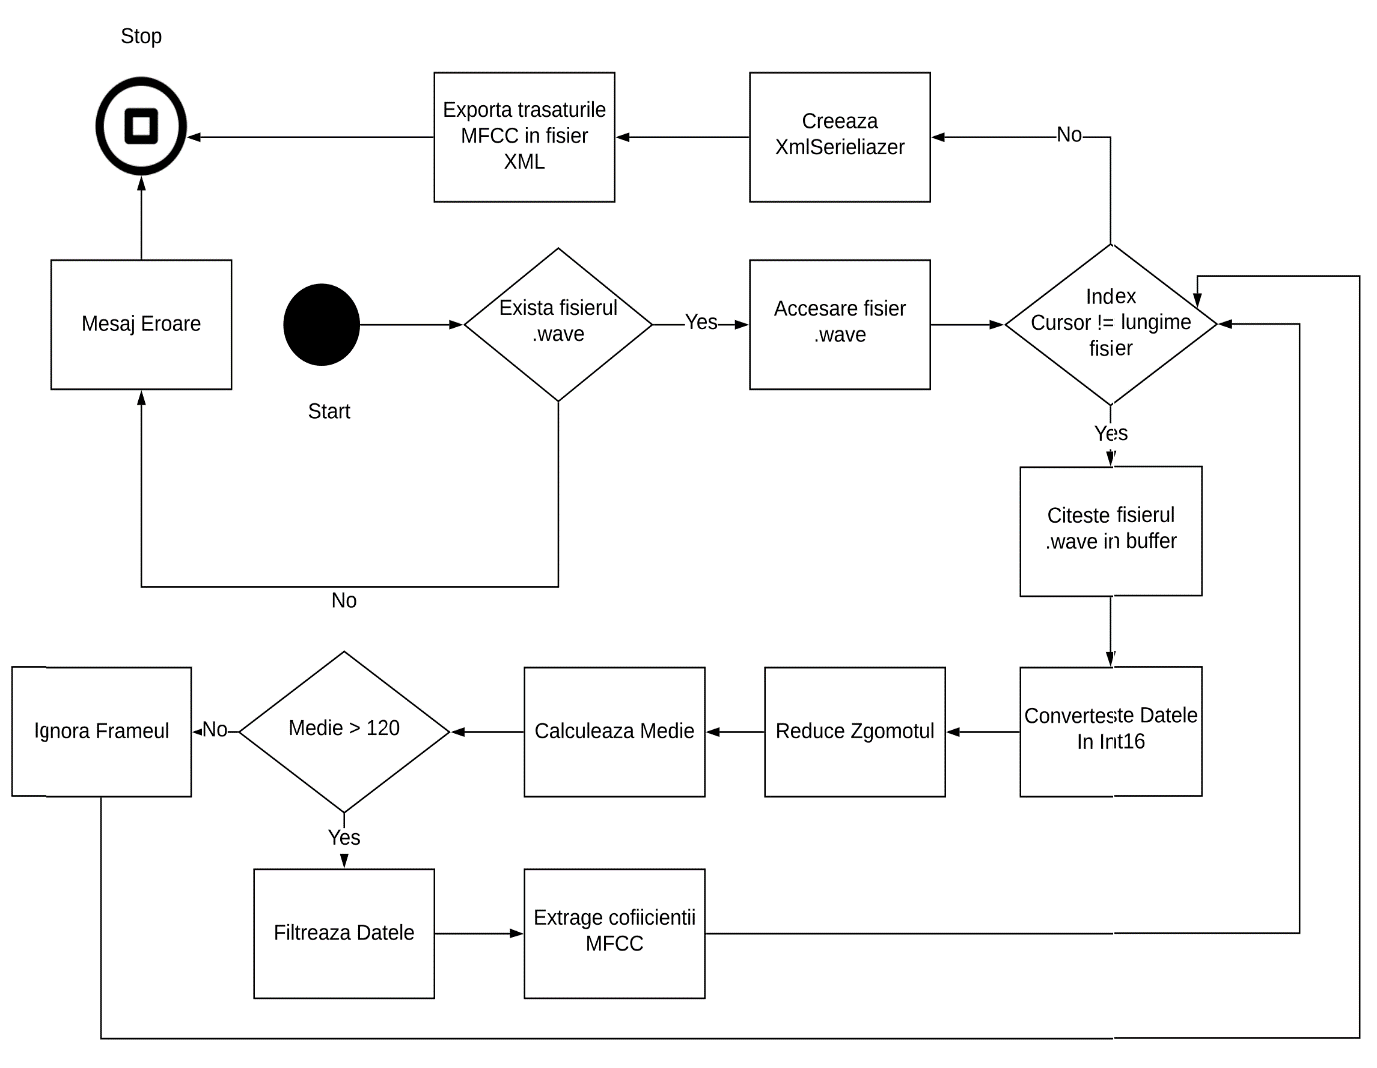 Stop
Exporta trasaturile
MFCC in fisier
XML
Creeaza
XmlSerieliazer
No
Mesaj Eroare
Start
Exista fisierul
.wave
Yes
Accesare fisier
.wave
Index
Cursor != lungime
fisier
Yes
Citeste fisierul
.wave in buffer
No
Ignora Frameul
No
Medie > 120
Calculeaza Medie
Reduce Zgomotul
Converteste Datele
In Int16
Yes
Filtreaza Datele
Extrage cofiicientii
MFCC